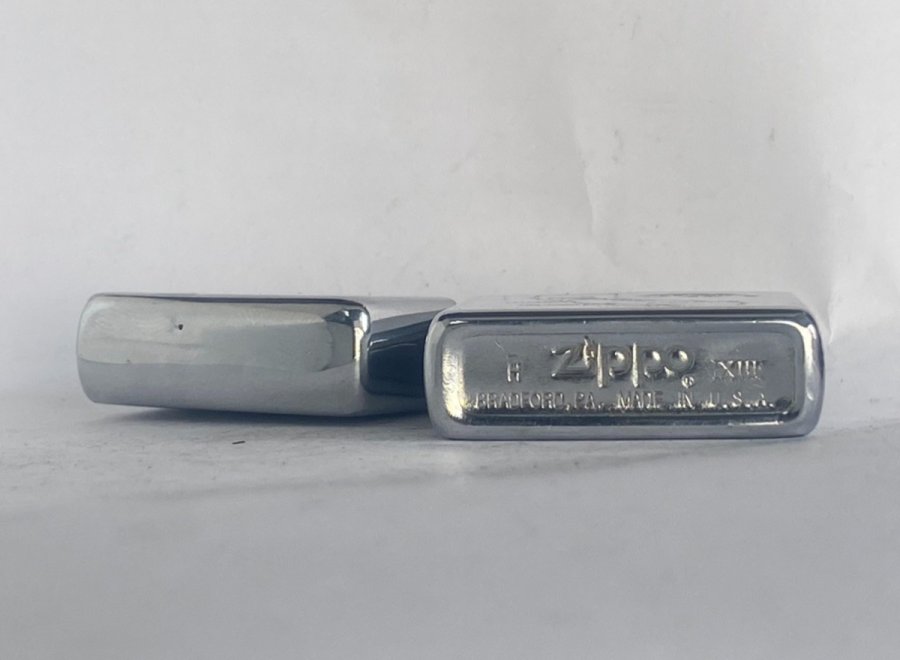 H Zippo ® XIII
BRADFORD, PA. MADE IN U.S.A.